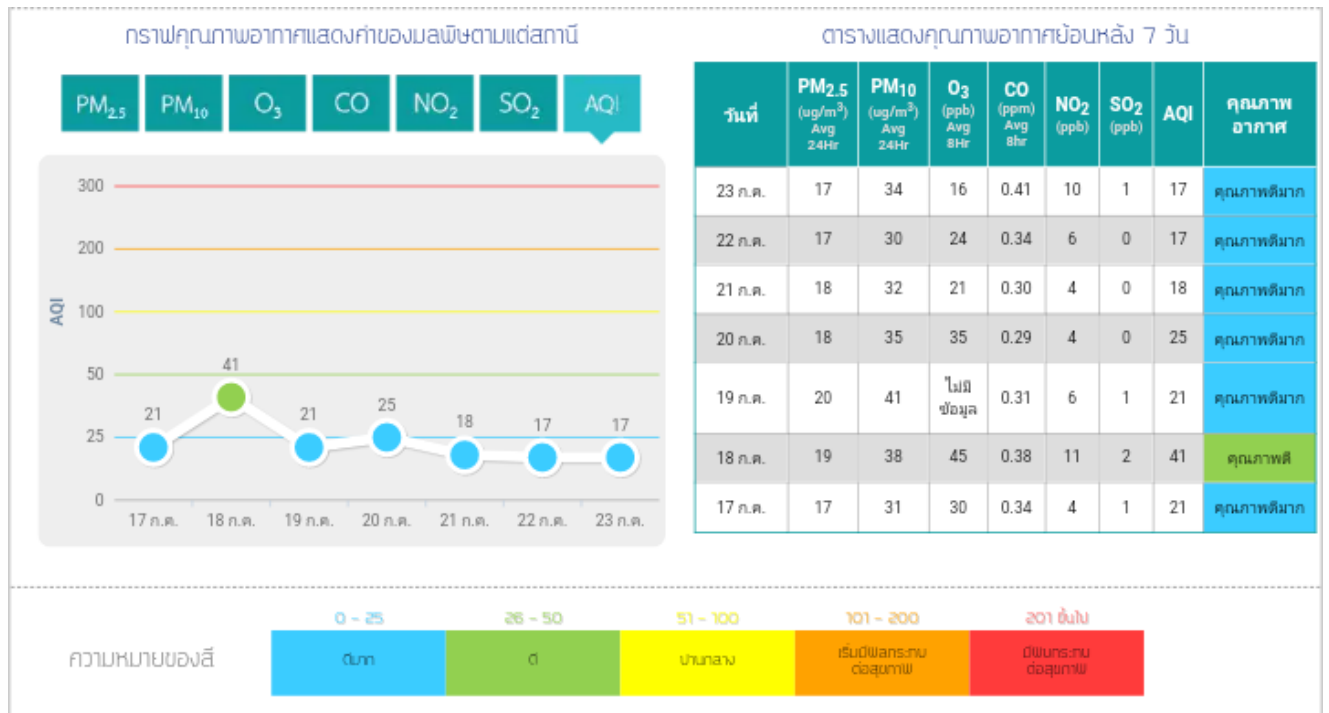 กราฟคุณภาพอากาศแสดงค่าของมลพิษตามแต่สถานี
PM2.5 PM10 O3 CO NO2 SO2 AQI
300
200
100
50
25
0
AQI
21 41 21 25 18 17 17
17 ก.ค. 18 ก.ค. 19 ก.ค. 20 ก.ค. 21 ก.ค. 22 ก.ค. 23 ก.ค.
ตารางแสดงคุณภาพอากาศย้อนหลัง 7 วัน
วันที่ PM2.5 (ug/m3) Avg 24Hr PM10 (ug/m3) Avg 24Hr O3 (ppb) Avg 8Hr CO (ppm) Avg 8hr NO2 (ppb) SO2 (ppb) AQI คุณภาพอากาศ
23 ก.ค. 17 34 16 0.41 10 1 17 คุณภาพดีมาก
22 ก.ค. 17 30 24 0.34 6 0 17 คุณภาพดีมาก
21 ก.ค. 18 32 21 0.30 4 0 18 คุณภาพดีมาก
20 ก.ค. 18 35 35 0.29 4 0 25 คุณภาพดีมาก
19 ก.ค. 20 41 ไม่มีข้อมูล 0.31 6 1 21 คุณภาพดีมาก
18 ก.ค. 19 38 45 0.38 11 2 41 คุณภาพดี
17 ก.ค. 17 31 30 0.34 4 1 21 คุณภาพดีมาก
0 - 25 26 - 50 51 - 100 101 - 200 201 ขึ้นไป
ความหมายของสี ดีมาก ดี ปานกลาง เริ่มมีผลกระทบต่อสุขภาพ มีผลกระทบต่อสุขภาพ